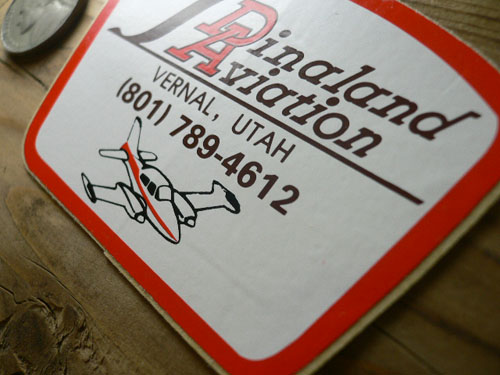 Dinaland
Aviation
VERNAL, UTAH
(801) 789-4612